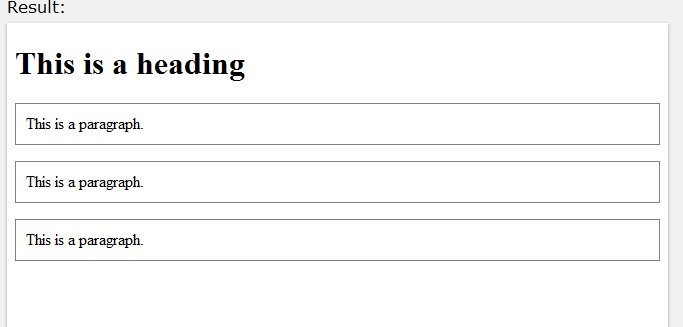 Result:
This is a heading
This is a paragraph.
This is a paragraph.
This is a paragraph.